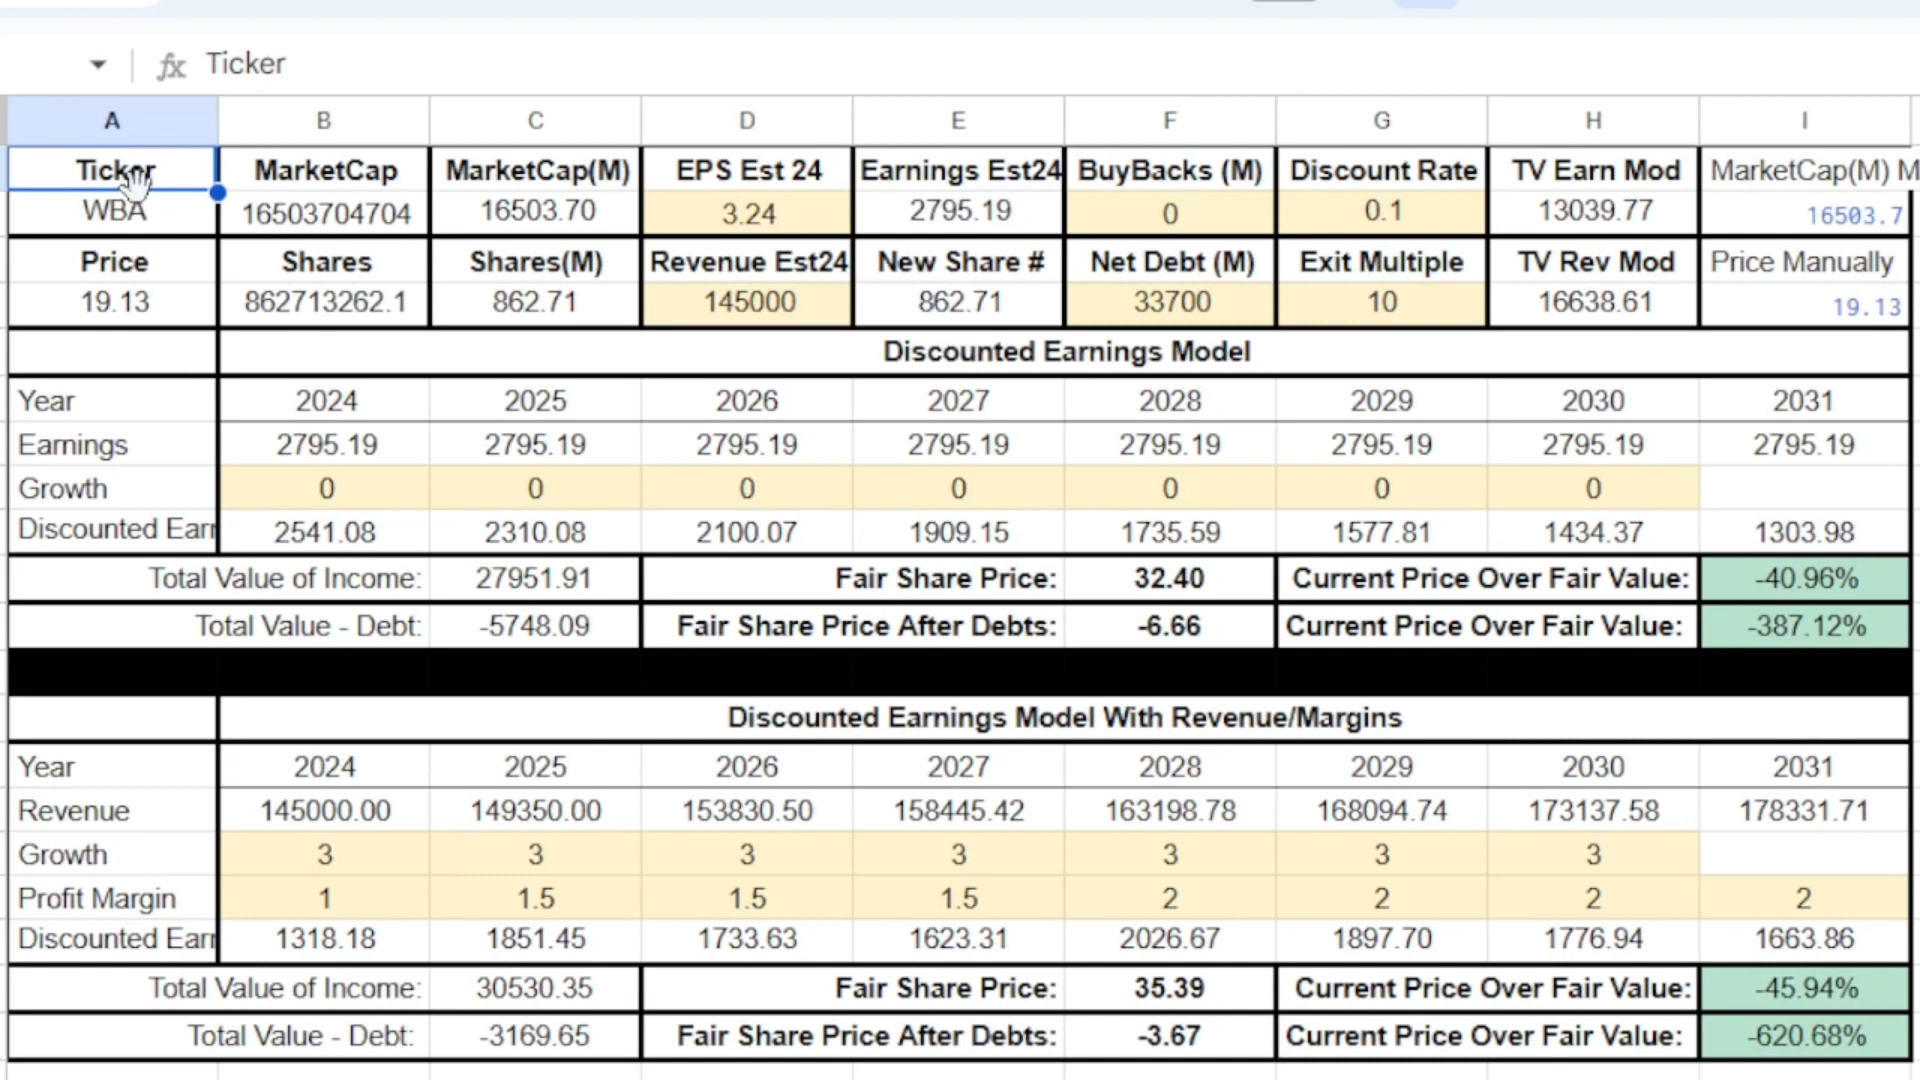 Ticker
A B C D E F G H I
Ticker MarketCap MarketCap(M) EPS Est 24 Earnings Est24 BuyBacks (M) Discount Rate TV Earn Mod MarketCap(M) M
WBA 16503704704 16503.70 3.24 2795.19 0 0.1 13039.77 16503.7
Price Shares Shares(M) Revenue Est24 New Share # Net Debt (M) Exit Multiple TV Rev Mod Price Manually
19.13 862713262.1 862.71 145000 862.71 33700 10 16638.61 19.13
Discounted Earnings Model
Year 2024 2025 2026 2027 2028 2029 2030 2031
Earnings 2795.19 2795.19 2795.19 2795.19 2795.19 2795.19 2795.19 2795.19
Growth 0 0 0 0 0 0 0
Discounted Earr 2541.08 2310.08 2100.07 1909.15 1735.59 1577.81 1434.37 1303.98
Total Value of Income: 27951.91 Fair Share Price: 32.40 Current Price Over Fair Value: -40.96%
Total Value - Debt: -5748.09 Fair Share Price After Debts: -6.66 Current Price Over Fair Value: -387.12%
Discounted Earnings Model With Revenue/Margins
Year 2024 2025 2026 2027 2028 2029 2030 2031
Revenue 145000.00 149350.00 153830.50 158445.42 163198.78 168094.74 173137.58 178331.71
Growth 3 3 3 3 3 3 3
Profit Margin 1 1.5 1.5 1.5 2 2 2 2
Discounted Earr 1318.18 1851.45 1733.63 1623.31 2026.67 1897.70 1776.94 1663.86
Total Value of Income: 30530.35 Fair Share Price: 35.39 Current Price Over Fair Value: -45.94%
Total Value - Debt: -3169.65 Fair Share Price After Debts: -3.67 Current Price Over Fair Value: -620.68%